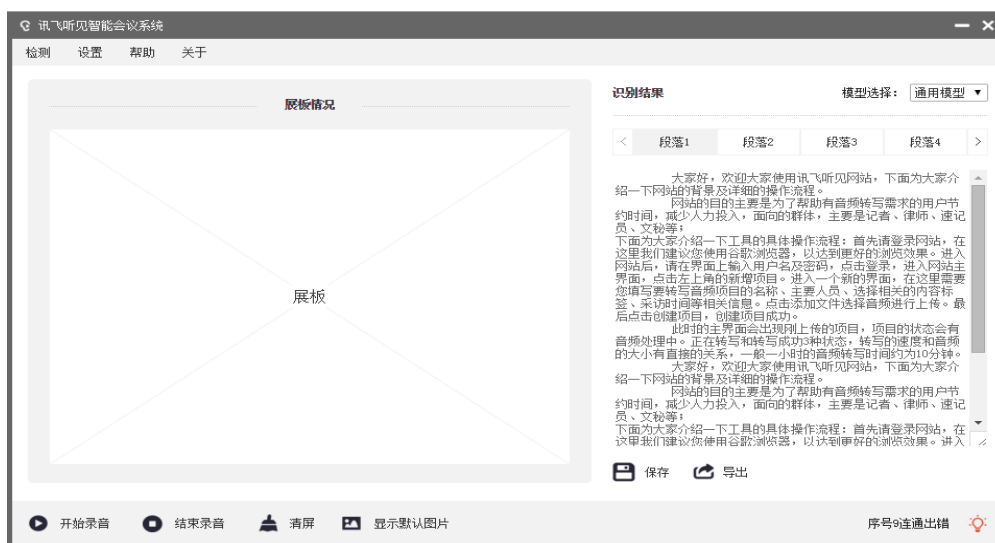 讯飞听见智能会议系统
检测 设置 帮助 关于
展板情况
展板
识别结果 模型选择： 通用模型
段落1 段落2 段落3 段落4
大家好，欢迎大家使用讯飞听见网站，下面为大家介
绍一下网站的背景及详细的操作流程。
网站的目的主要是为了帮助有音频转写需求的用户节
约时间，减少人力投入，面向的群体，主要是记者、律师、速记
员、文秘等；
下面为大家介绍一下工具的具体操作流程：首先请登录网站，在
这里我们建议您使用谷歌浏览器，以达到更好的浏览效果。进入
网站后，请在界面上输入用户名及密码，点击登录，进入网站主
界面，点击左上角的新增项目。进入一个新的界面，在这里需要
您填写要转写音频项目的名称、主要人员、选择相关的内容标
签、采访时间等相关信息。点击添加文件选择音频进行上传。最
后点击创建项目，创建项目成功。
此时的主界面会出现刚上传的项目，项目的状态会有
音频处理中。正在转写和转写成功3种状态，转写的速度和音频
的大小有直接的关系，一般一小时的音频转写时间约为10分钟。
大家好，欢迎大家使用讯飞听见网站，下面为大家介
绍一下网站的背景及详细的操作流程。
网站的目的主要是为了帮助有音频转写需求的用户节
约时间，减少人力投入，面向的群体，主要是记者、律师、速记
员、文秘等；
下面为大家介绍一下工具的具体操作流程：首先请登录网站，在
这里我们建议您使用谷歌浏览器，以达到更好的浏览效果。进入
保存 导出
开始录音 结束录音 清屏 显示默认图片 序号9连通出错